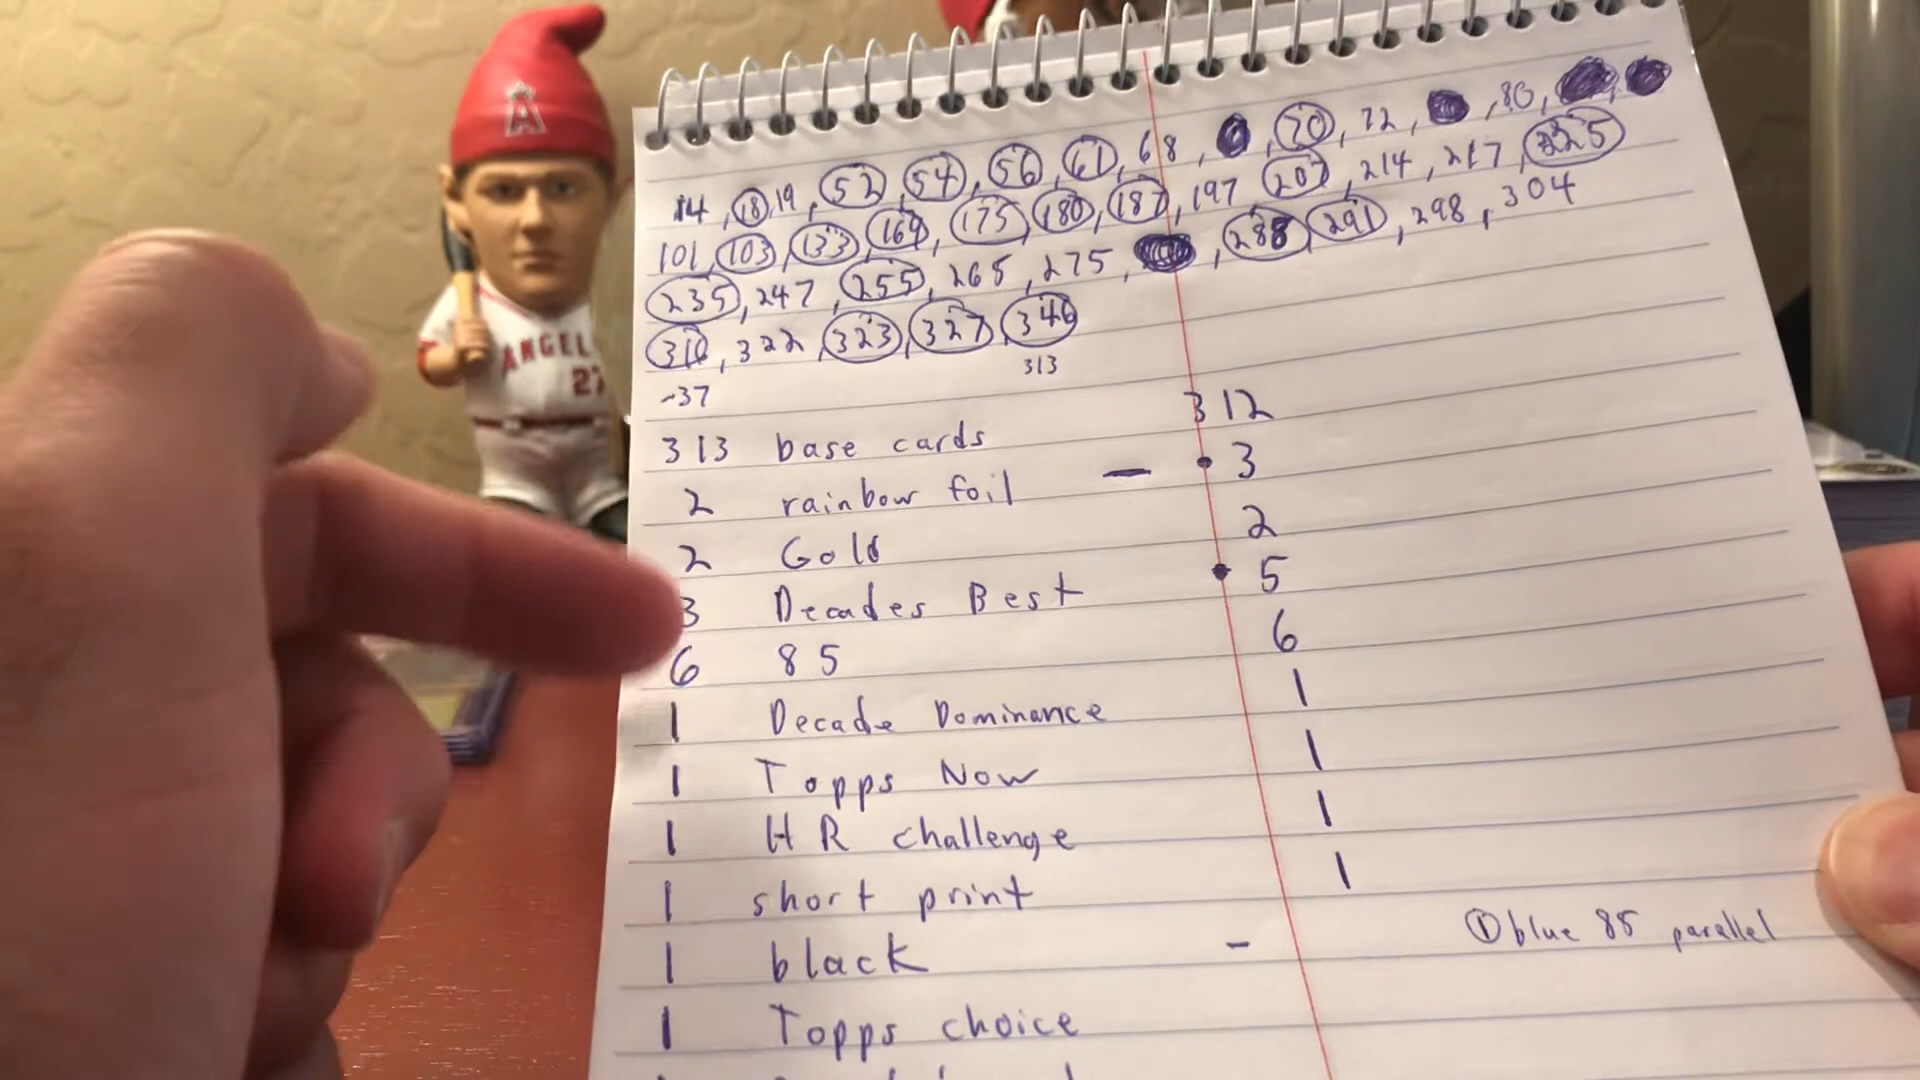 A
ANGEL
27
14, 18, 19, 52, 54, 56, 61, 68, , 70, 72, , 80, ,
101, 103, 133, 169, 175, 180, 187, 197, 207, 214, 217, 225
235, 247, 255, 265, 275, , 288, 291, 298, 304
310, 322, 323, 327, 346
-37 313
313 base cards 312
2 rainbow foil - 3
2 Gold 2
3 Decades Best 5
6 85 6
1 Decade Dominance 1
1 Topps Now 1
1 HR challenge 1
1 short print 1
1 black - ① blue 85 parallel
1 Topps choice